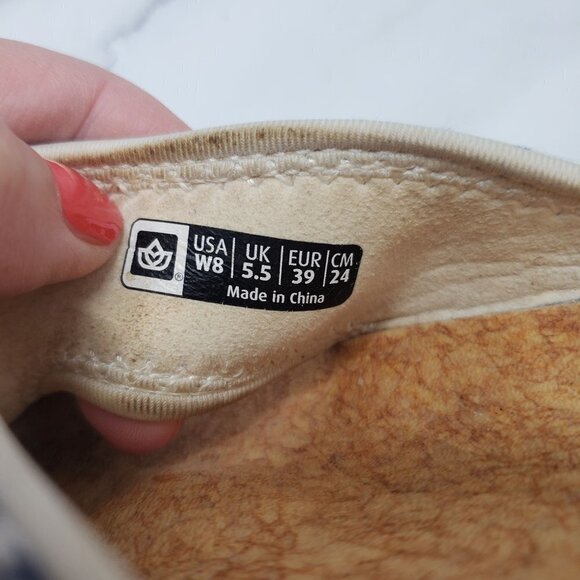 USA | UK | EUR | CM
W8 | 5.5 | 39 | 24
®
Made in China